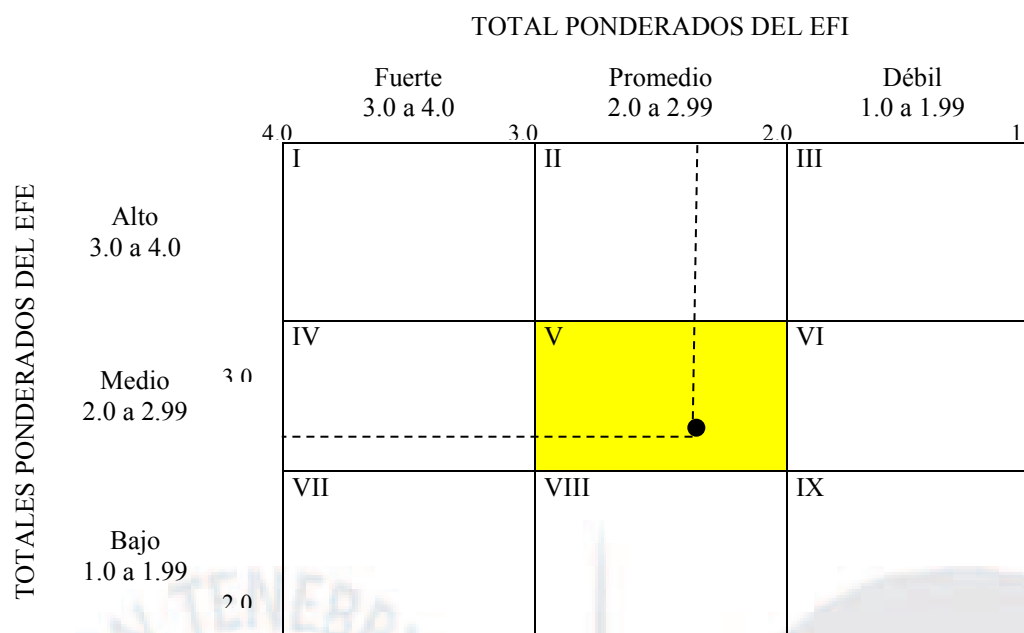 TOTAL PONDERADOS DEL EFI
Fuerte
3.0 a 4.0
Promedio
2.0 a 2.99
Débil
1.0 a 1.99
4.0
3.0
2.0
1
TOTALES PONDERADOS DEL EFE
Alto
3.0 a 4.0
I
II
III
Medio
2.0 a 2.99
3.0
IV
V
VI
Bajo
1.0 a 1.99
2.0
VII
VIII
IX